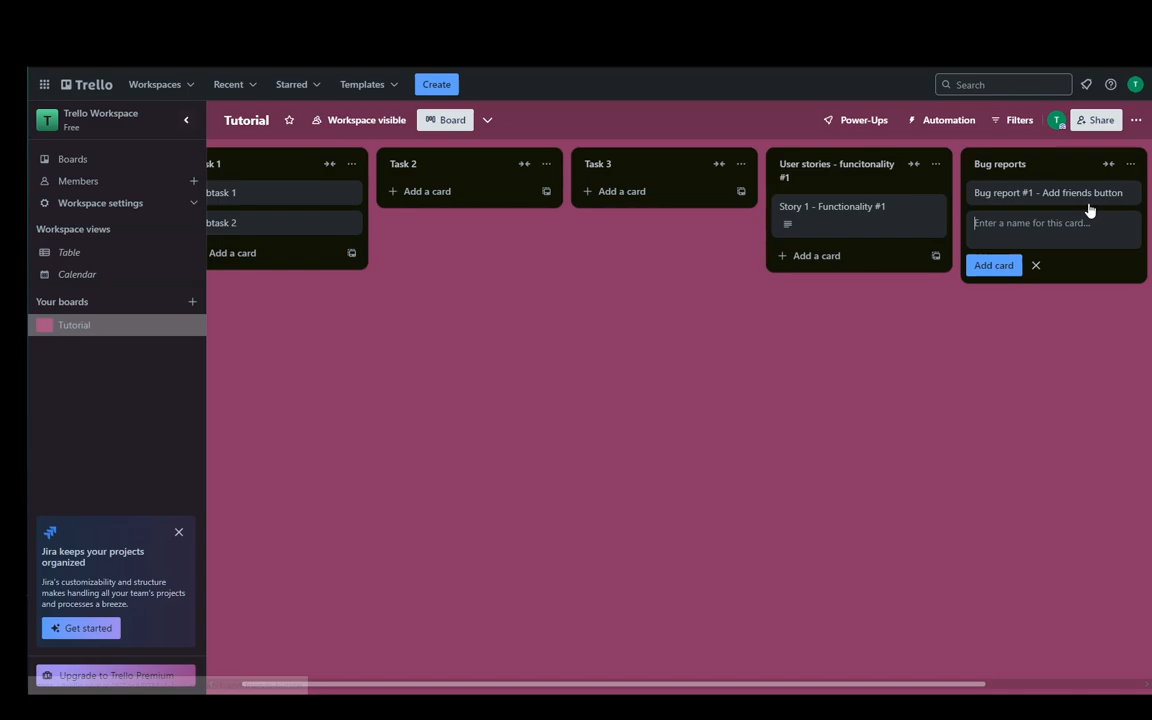 Trello
Workspaces
Recent
Starred
Templates
Create
Search
T
T
Trello Workspace
Free
Tutorial
Workspace visible
Board
Power-Ups
Automation
Filters
T
Share
Boards
Members
Workspace settings
Workspace views
Table
Calendar
Your boards
Tutorial
sk 1
btask 1
btask 2
Add a card
Task 2
Add a card
Task 3
Add a card
User stories - funcitonality
#1
Story 1 - Functionality #1
Add a card
Bug reports
Bug report #1 - Add friends button
Enter a name for this card...
Add card
Jira keeps your projects
organized
Jira's customizability and structure
makes handling all your team's projects
and processes a breeze.
Get started
Upgrade to Trello Premium